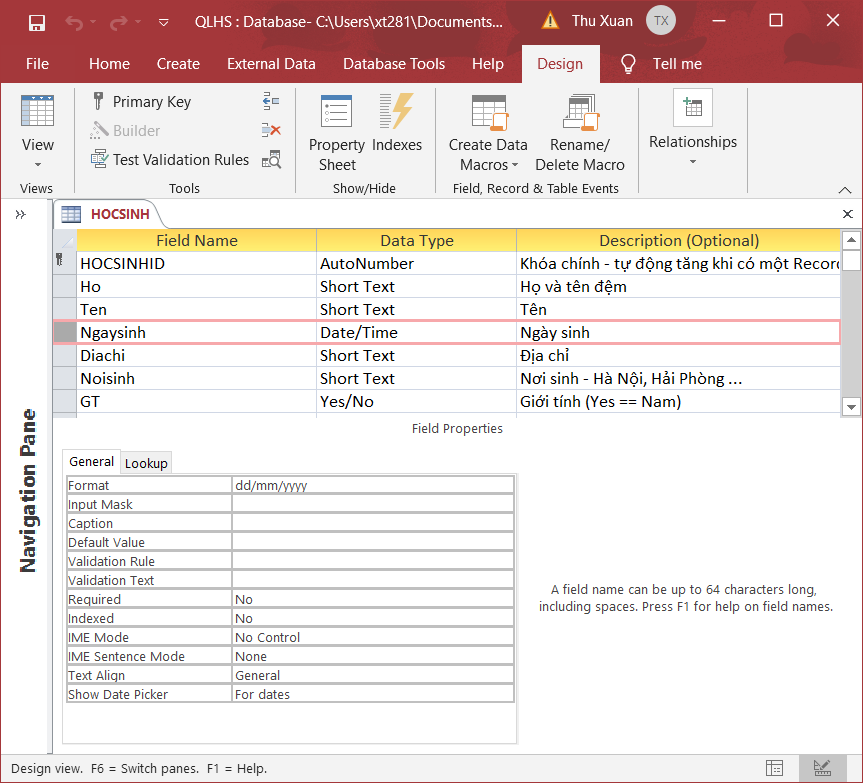 QLHS : Database- C:\Users\xt281\Documents...
Thu Xuan
TX
File Home Create External Data Database Tools Help Design Tell me
View
Primary Key
Builder
Test Validation Rules
Property Sheet
Indexes
Create Data Macros
Rename/ Delete Macro
Relationships
Views Tools Show/Hide Field, Record & Table Events
HOCSINH
Field Name Data Type Description (Optional)
HOCSINHID AutoNumber Khóa chính - tự động tăng khi có một Record
Ho Short Text Họ và tên đệm
Ten Short Text Tên
Ngaysinh Date/Time Ngày sinh
Diachi Short Text Địa chỉ
Noisinh Short Text Nơi sinh - Hà Nội, Hải Phòng ...
GT Yes/No Giới tính (Yes == Nam)
Navigation Pane
Field Properties
General Lookup
Format dd/mm/yyyy
Input Mask
Caption
Default Value
Validation Rule
Validation Text
Required No
Indexed No
IME Mode No Control
IME Sentence Mode None
Text Align General
Show Date Picker For dates
A field name can be up to 64 characters long,
including spaces. Press F1 for help on field names.
Design view. F6 = Switch panes. F1 = Help.